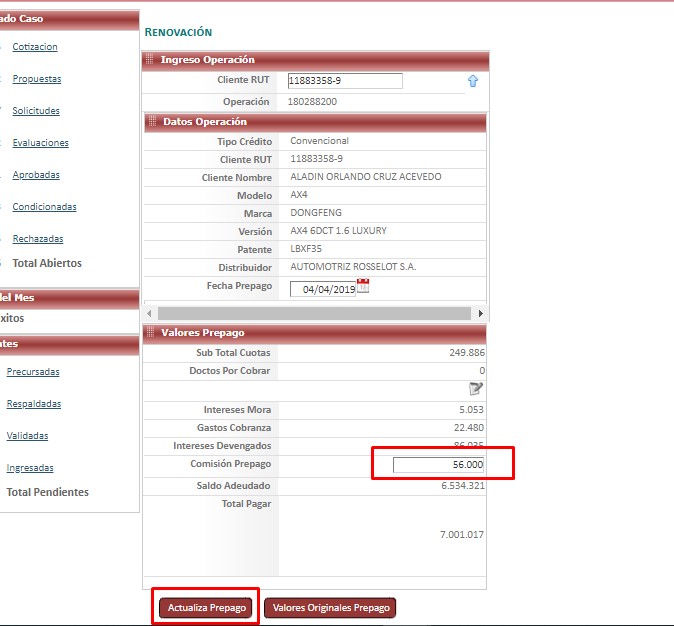 ado Caso
Cotizacion
Propuestas
Solicitudes
Evaluaciones
Aprobadas
Condicionadas
Rechazadas
Total Abiertos
del Mes
xitos
ntes
Precursadas
Respaldadas
Validadas
Ingresadas
Total Pendientes
RENOVACIÓN
Ingreso Operación
Cliente RUT 11883358-9
Operación 180288200
Datos Operación
Tipo Crédito Convencional
Cliente RUT 11883358-9
Cliente Nombre ALADIN ORLANDO CRUZ ACEVEDO
Modelo AX4
Marca DONGFENG
Versión AX4 6DCT 1.6 LUXURY
Patente LBXF35
Distribuidor AUTOMOTRIZ ROSSELOT S.A.
Fecha Prepago 04/04/2019
Valores Prepago
Sub Total Cuotas 249.886
Doctos Por Cobrar 0
Intereses Mora 5.053
Gastos Cobranza 22.480
Intereses Devengados 86.035
Comisión Prepago 56.000
Saldo Adeudado 6.534.321
Total Pagar
7.001.017
Actualiza Prepago Valores Originales Prepago